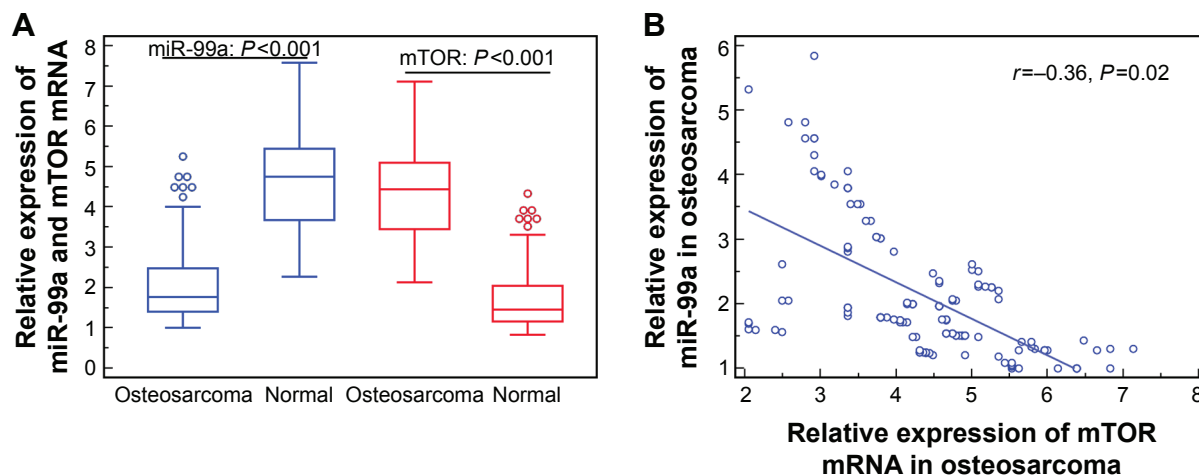 A
Relative expression of
miR-99a and mTOR mRNA
8
7
6
5
4
3
2
1
0
miR-99a: P<0.001
mTOR: P<0.001
Osteosarcoma
Normal
Osteosarcoma
Normal
B
Relative expression of
miR-99a in osteosarcoma
6
5
4
3
2
1
r=–0.36, P=0.02
2
3
4
5
6
7
8
Relative expression of mTOR
mRNA in osteosarcoma